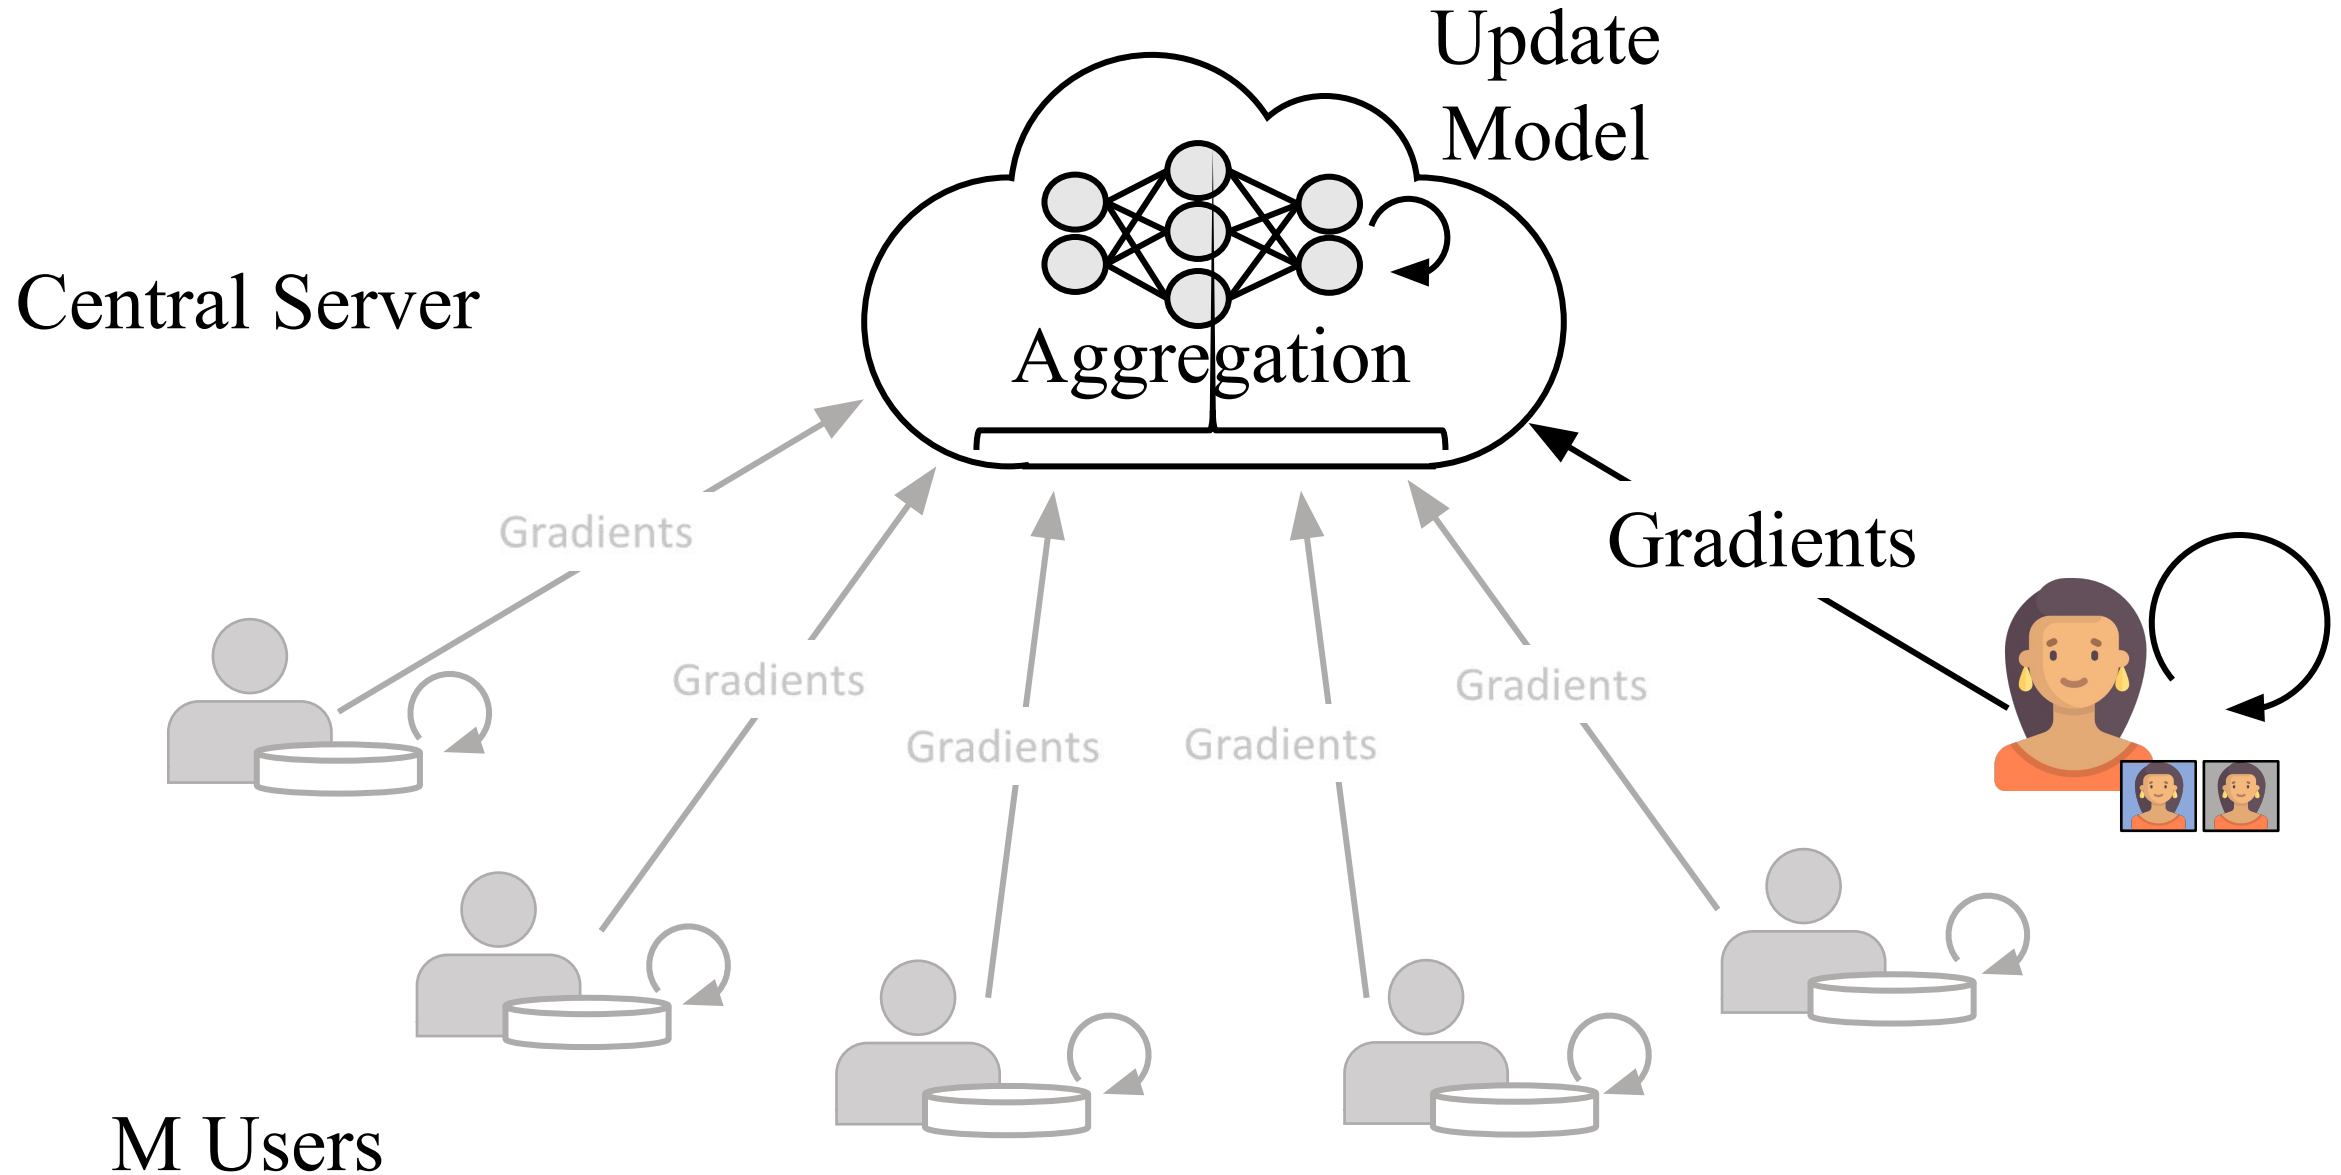 Update
Model
Central Server
Aggregation
Gradients
Gradients
Gradients
Gradients
Gradients
Gradients
M Users